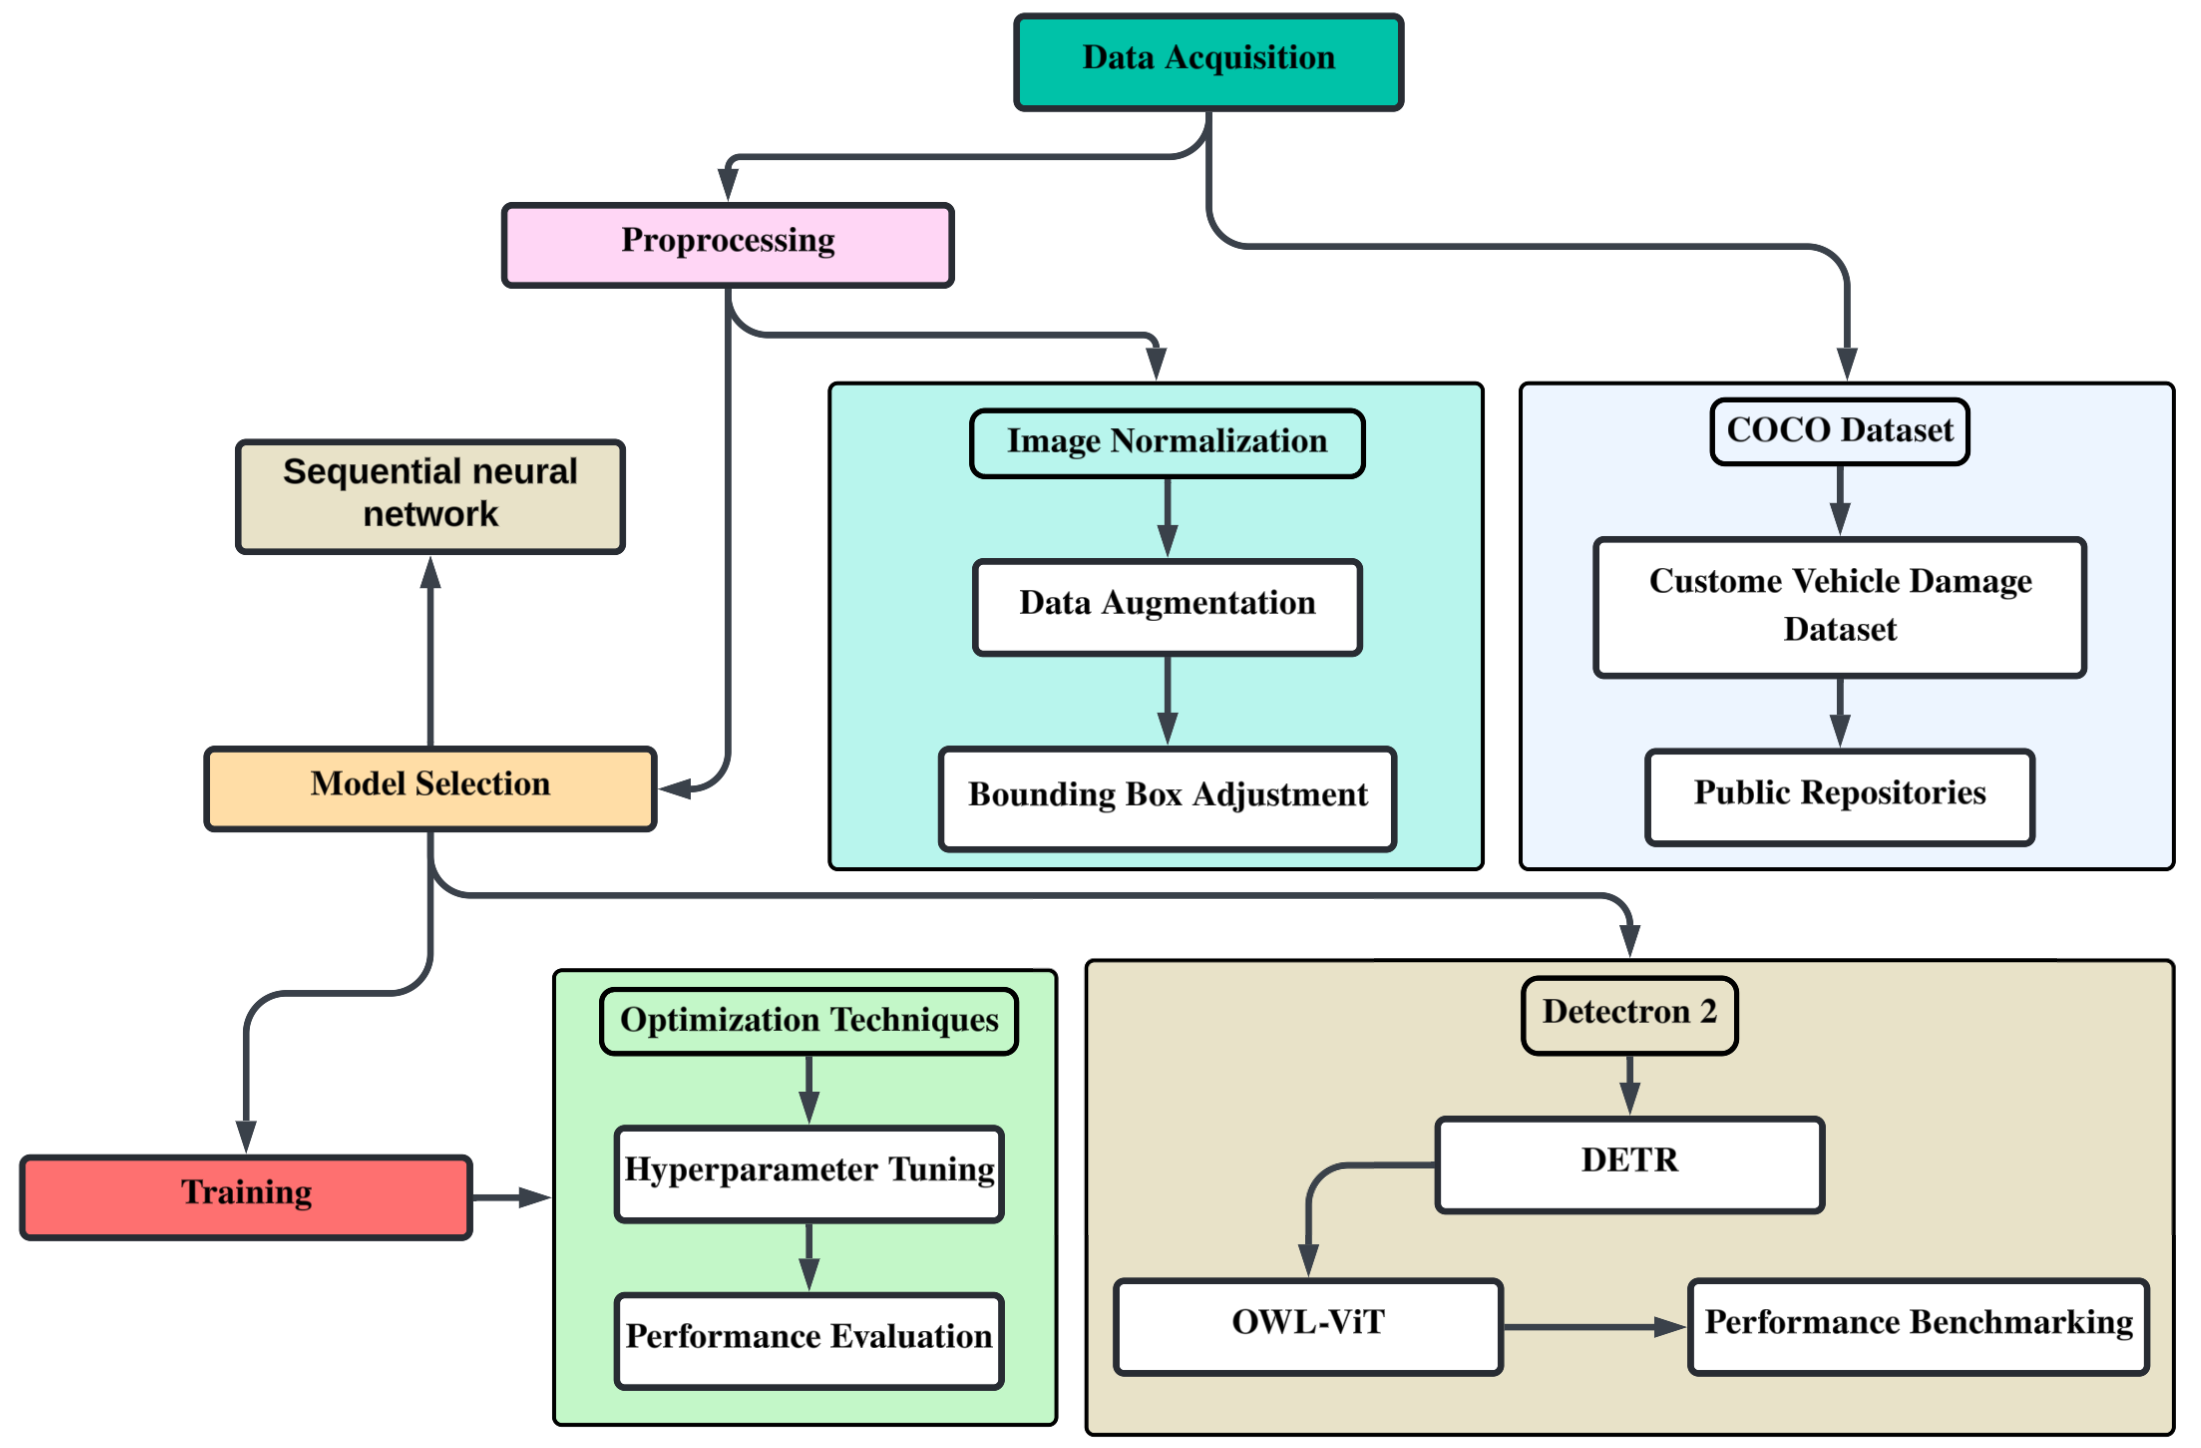 Data Acquisition
Proprocessing
Sequential neural
network
Image Normalization
COCO Dataset
Data Augmentation
Custome Vehicle Damage
Dataset
Model Selection
Bounding Box Adjustment
Public Repositories
Optimization Techniques
Detectron 2
Training
Hyperparameter Tuning
DETR
Performance Evaluation
OWL-ViT
Performance Benchmarking